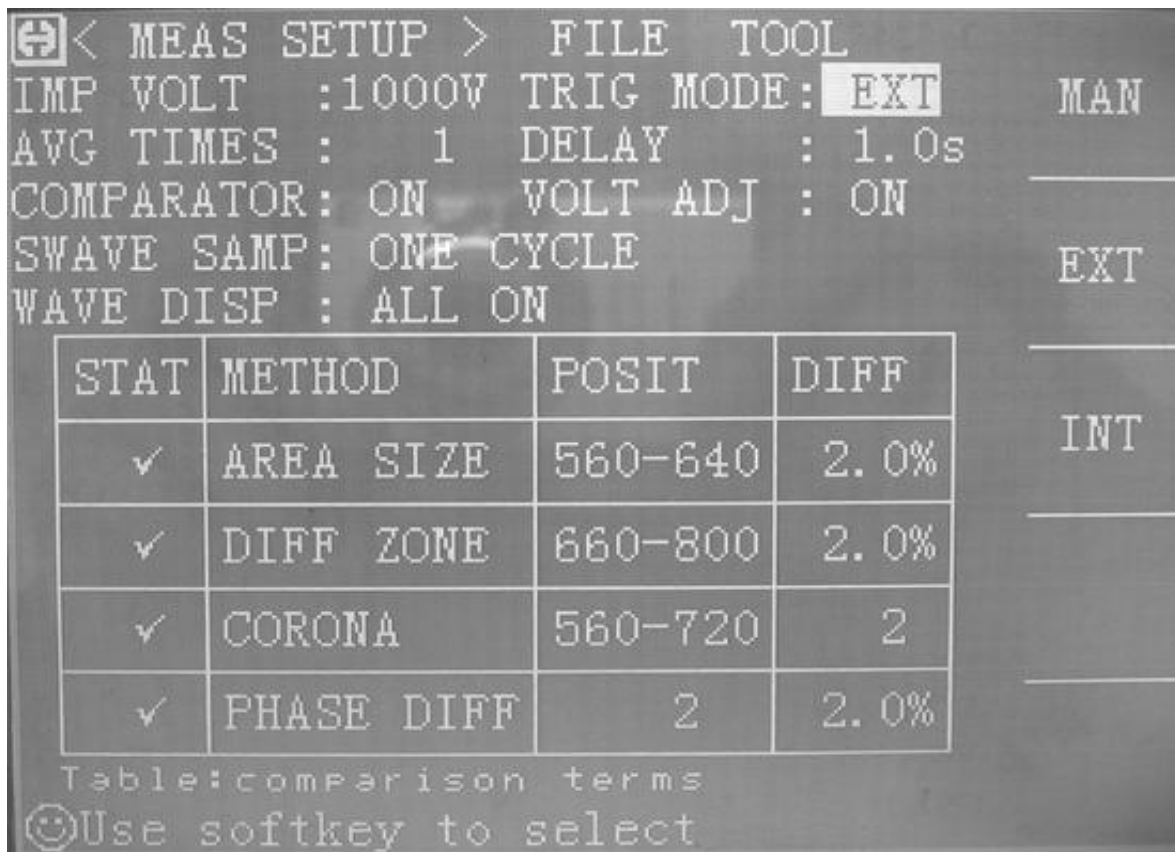 < MEAS SETUP > FILE TOOL
IMP VOLT :1000V TRIG MODE: EXT
AVG TIMES : 1 DELAY : 1.0s
COMPARATOR: ON VOLT ADJ : ON
SWAVE SAMP: ONE CYCLE
WAVE DISP : ALL ON
STAT METHOD POSIT DIFF
✓ AREA SIZE 560-640 2.0%
✓ DIFF ZONE 660-800 2.0%
✓ CORONA 560-720 2
✓ PHASE DIFF 2 2.0%
Table:comparison terms
Use softkey to select
MAN
EXT
INT